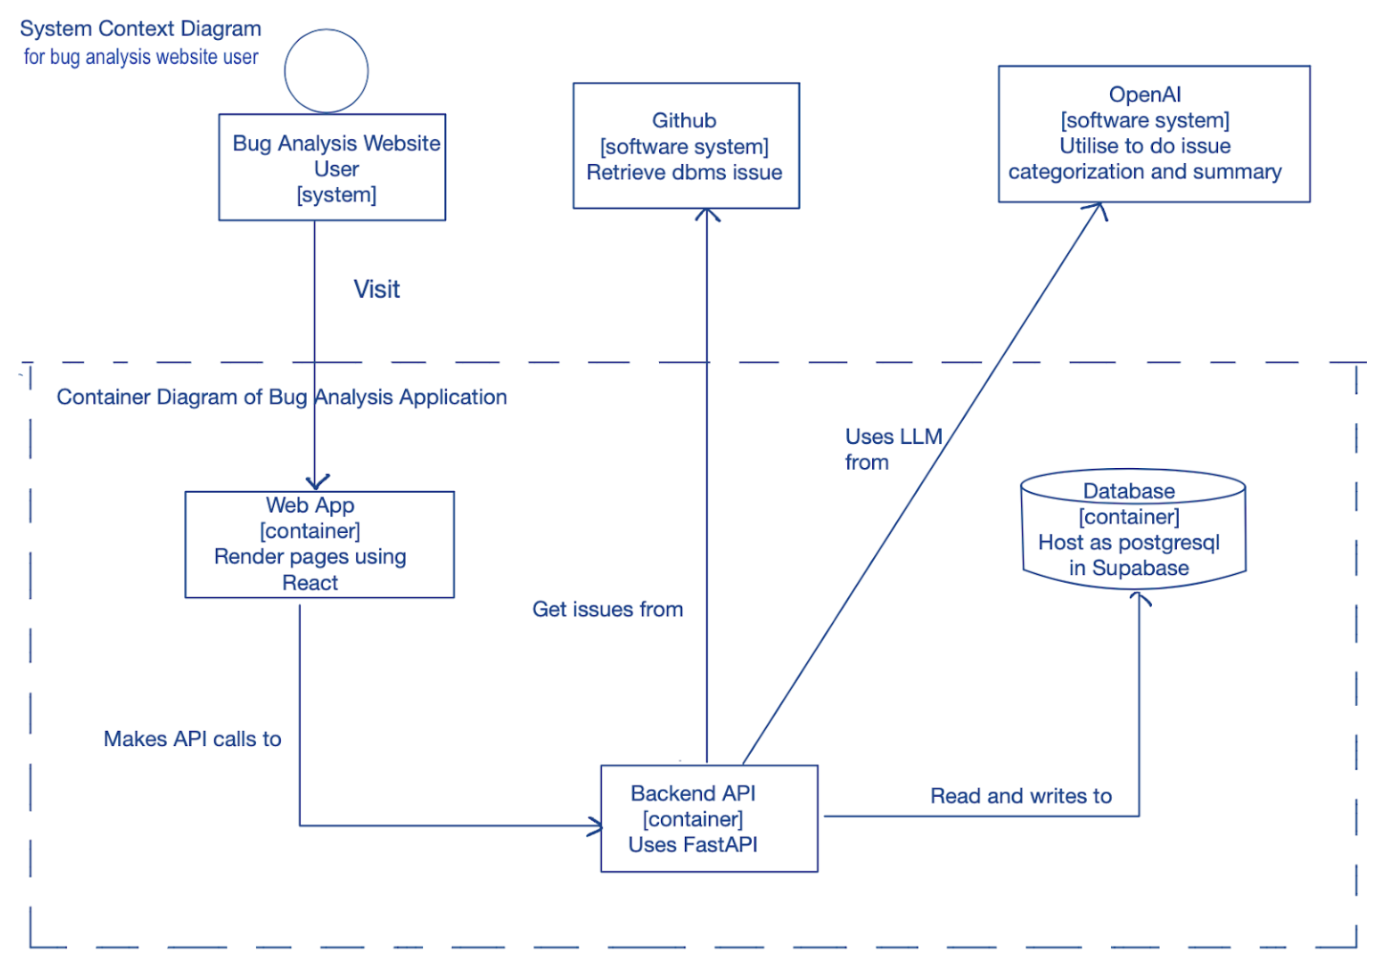 System Context Diagram
for bug analysis website user
Bug Analysis Website
User
[system]
Github
[software system]
Retrieve dbms issue
OpenAI
[software system]
Utilise to do issue
categorization and summary
Visit
Container Diagram of Bug Analysis Application
Uses LLM
from
Web App
[container]
Render pages using
React
Database
[container]
Host as postgresql
in Supabase
Get issues from
Makes API calls to
Backend API
[container]
Uses FastAPI
Read and writes to